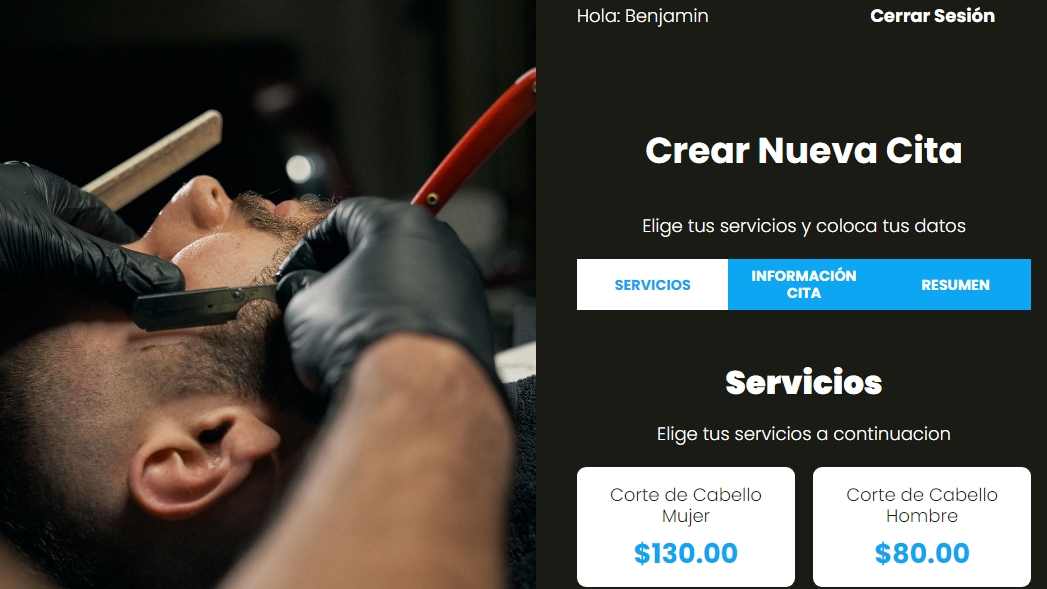 Hola: Benjamin
Cerrar Sesión
Crear Nueva Cita
Elige tus servicios y coloca tus datos
SERVICIOS
INFORMACIÓN
CITA
RESUMEN
Servicios
Elige tus servicios a continuacion
Corte de Cabello
Mujer
$130.00
Corte de Cabello
Hombre
$80.00